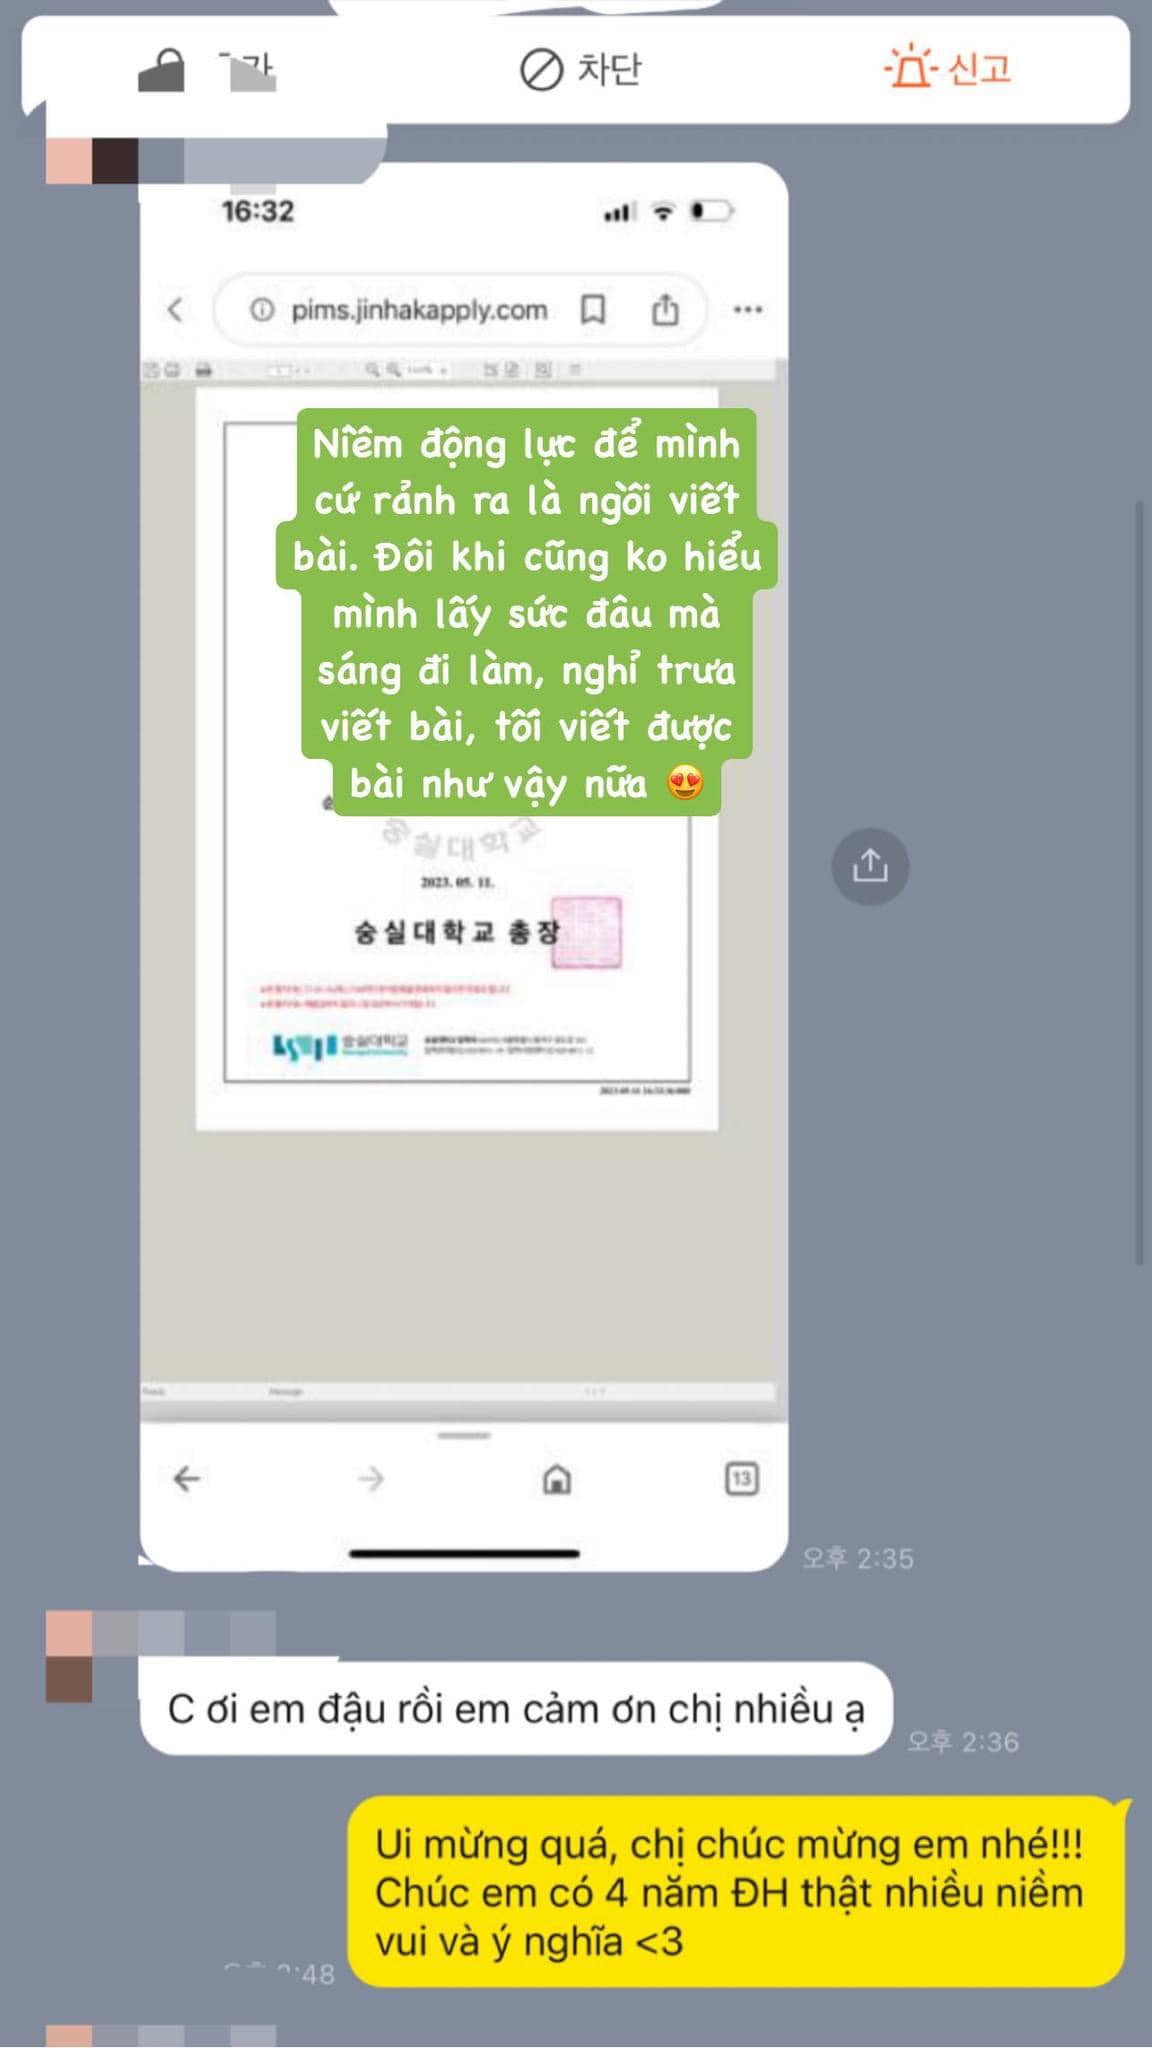 차단
신고
16:32
pims.jinhakapply.com
Niềm động lực để mình
cứ rảnh ra là ngồi viết
bài. Đôi khi cũng ko hiểu
mình lấy sức đâu mà
sáng đi làm, nghỉ trưa
viết bài, tối viết được
bài như vậy nữa 😍
숭실대학교
2023. 05. 11.
숭실대학교 총장
숭실대학교
13
오후 2:35
C ơi em đậu rồi em cảm ơn chị nhiều ạ
오후 2:36
Ui mừng quá, chị chúc mừng em nhé!!!
Chúc em có 4 năm ĐH thật nhiều niềm
vui và ý nghĩa <3
:48